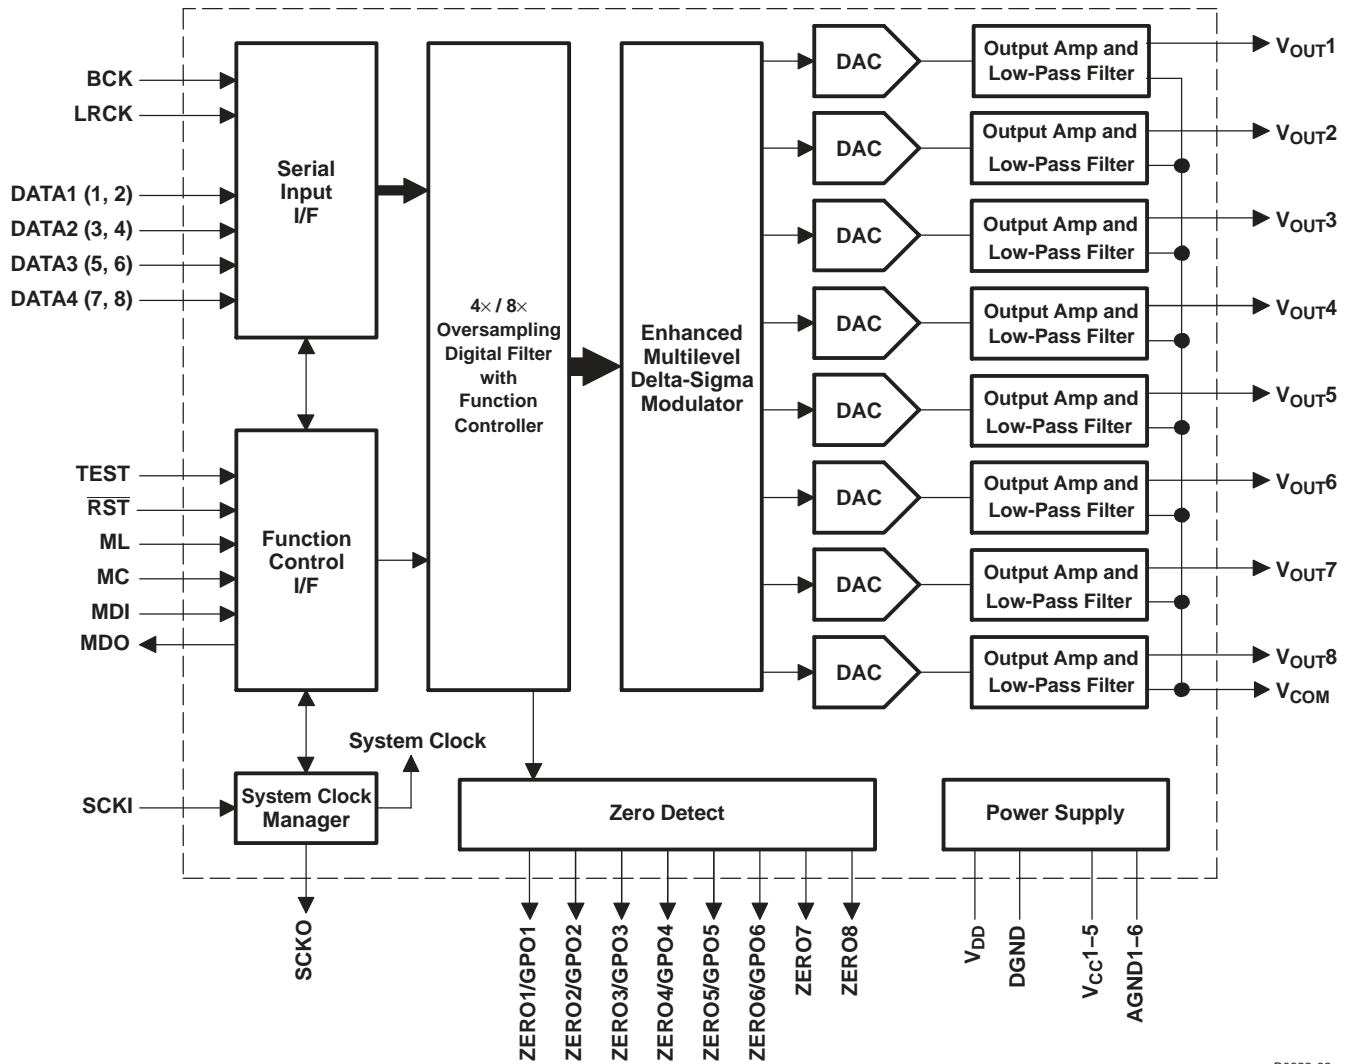 BCK
LRCK
DATA1 (1, 2)
DATA2 (3, 4)
DATA3 (5, 6)
DATA4 (7, 8)
Serial
Input
I/F
TEST
RST
ML
MC
MDI
MDO
Function
Control
I/F
SCKI
System Clock
Manager
System Clock
SCKO
4× / 8×
Oversampling
Digital Filter
with
Function
Controller
Enhanced
Multilevel
Delta-Sigma
Modulator
DAC
Output Amp and
Low-Pass Filter
VOUT1
DAC
Output Amp and
Low-Pass Filter
VOUT2
DAC
Output Amp and
Low-Pass Filter
VOUT3
DAC
Output Amp and
Low-Pass Filter
VOUT4
DAC
Output Amp and
Low-Pass Filter
VOUT5
DAC
Output Amp and
Low-Pass Filter
VOUT6
DAC
Output Amp and
Low-Pass Filter
VOUT7
DAC
Output Amp and
Low-Pass Filter
VOUT8
VCOM
Zero Detect
ZERO1/GPO1
ZERO2/GPO2
ZERO3/GPO3
ZERO4/GPO4
ZERO5/GPO5
ZERO6/GPO6
ZERO7
ZERO8
Power Supply
VDD
DGND
VCC1−5
AGND1−6